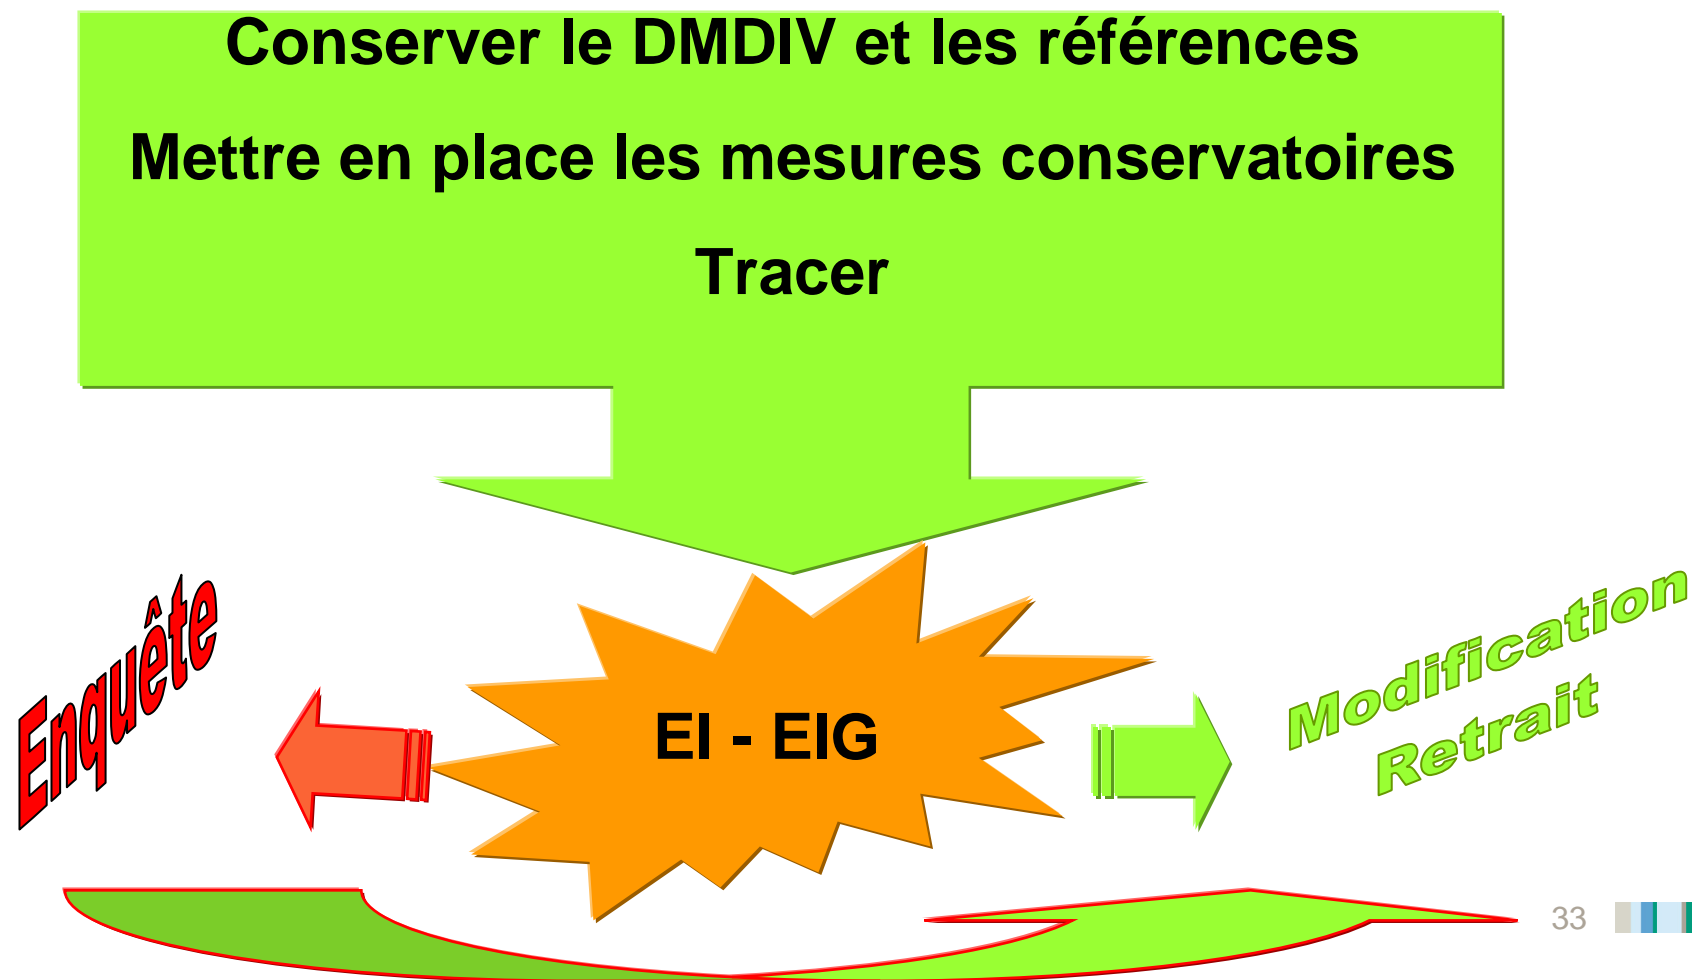 Conserver le DMDIV et les références
Mettre en place les mesures conservatoires
Tracer
Enquête
EI - EIG
Modification
Retrait
33